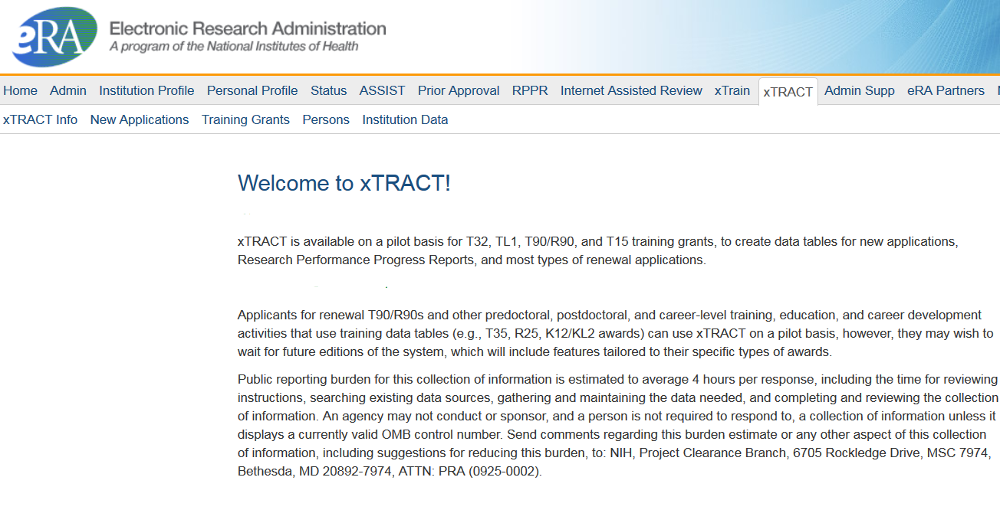 eRA
Electronic Research Administration
A program of the National Institutes of Health
Home Admin Institution Profile Personal Profile Status ASSIST Prior Approval RPPR Internet Assisted Review xTrain xTRACT Admin Supp eRA Partners
xTRACT Info New Applications Training Grants Persons Institution Data
Welcome to xTRACT!
xTRACT is available on a pilot basis for T32, TL1, T90/R90, and T15 training grants, to create data tables for new applications,
Research Performance Progress Reports, and most types of renewal applications.
Applicants for renewal T90/R90s and other predoctoral, postdoctoral, and career-level training, education, and career development
activities that use training data tables (e.g., T35, R25, K12/KL2 awards) can use xTRACT on a pilot basis, however, they may wish to
wait for future editions of the system, which will include features tailored to their specific types of awards.
Public reporting burden for this collection of information is estimated to average 4 hours per response, including the time for reviewing
instructions, searching existing data sources, gathering and maintaining the data needed, and completing and reviewing the collection
of information. An agency may not conduct or sponsor, and a person is not required to respond to, a collection of information unless it
displays a currently valid OMB control number. Send comments regarding this burden estimate or any other aspect of this collection
of information, including suggestions for reducing this burden, to: NIH, Project Clearance Branch, 6705 Rockledge Drive, MSC 7974,
Bethesda, MD 20892-7974, ATTN: PRA (0925-0002).